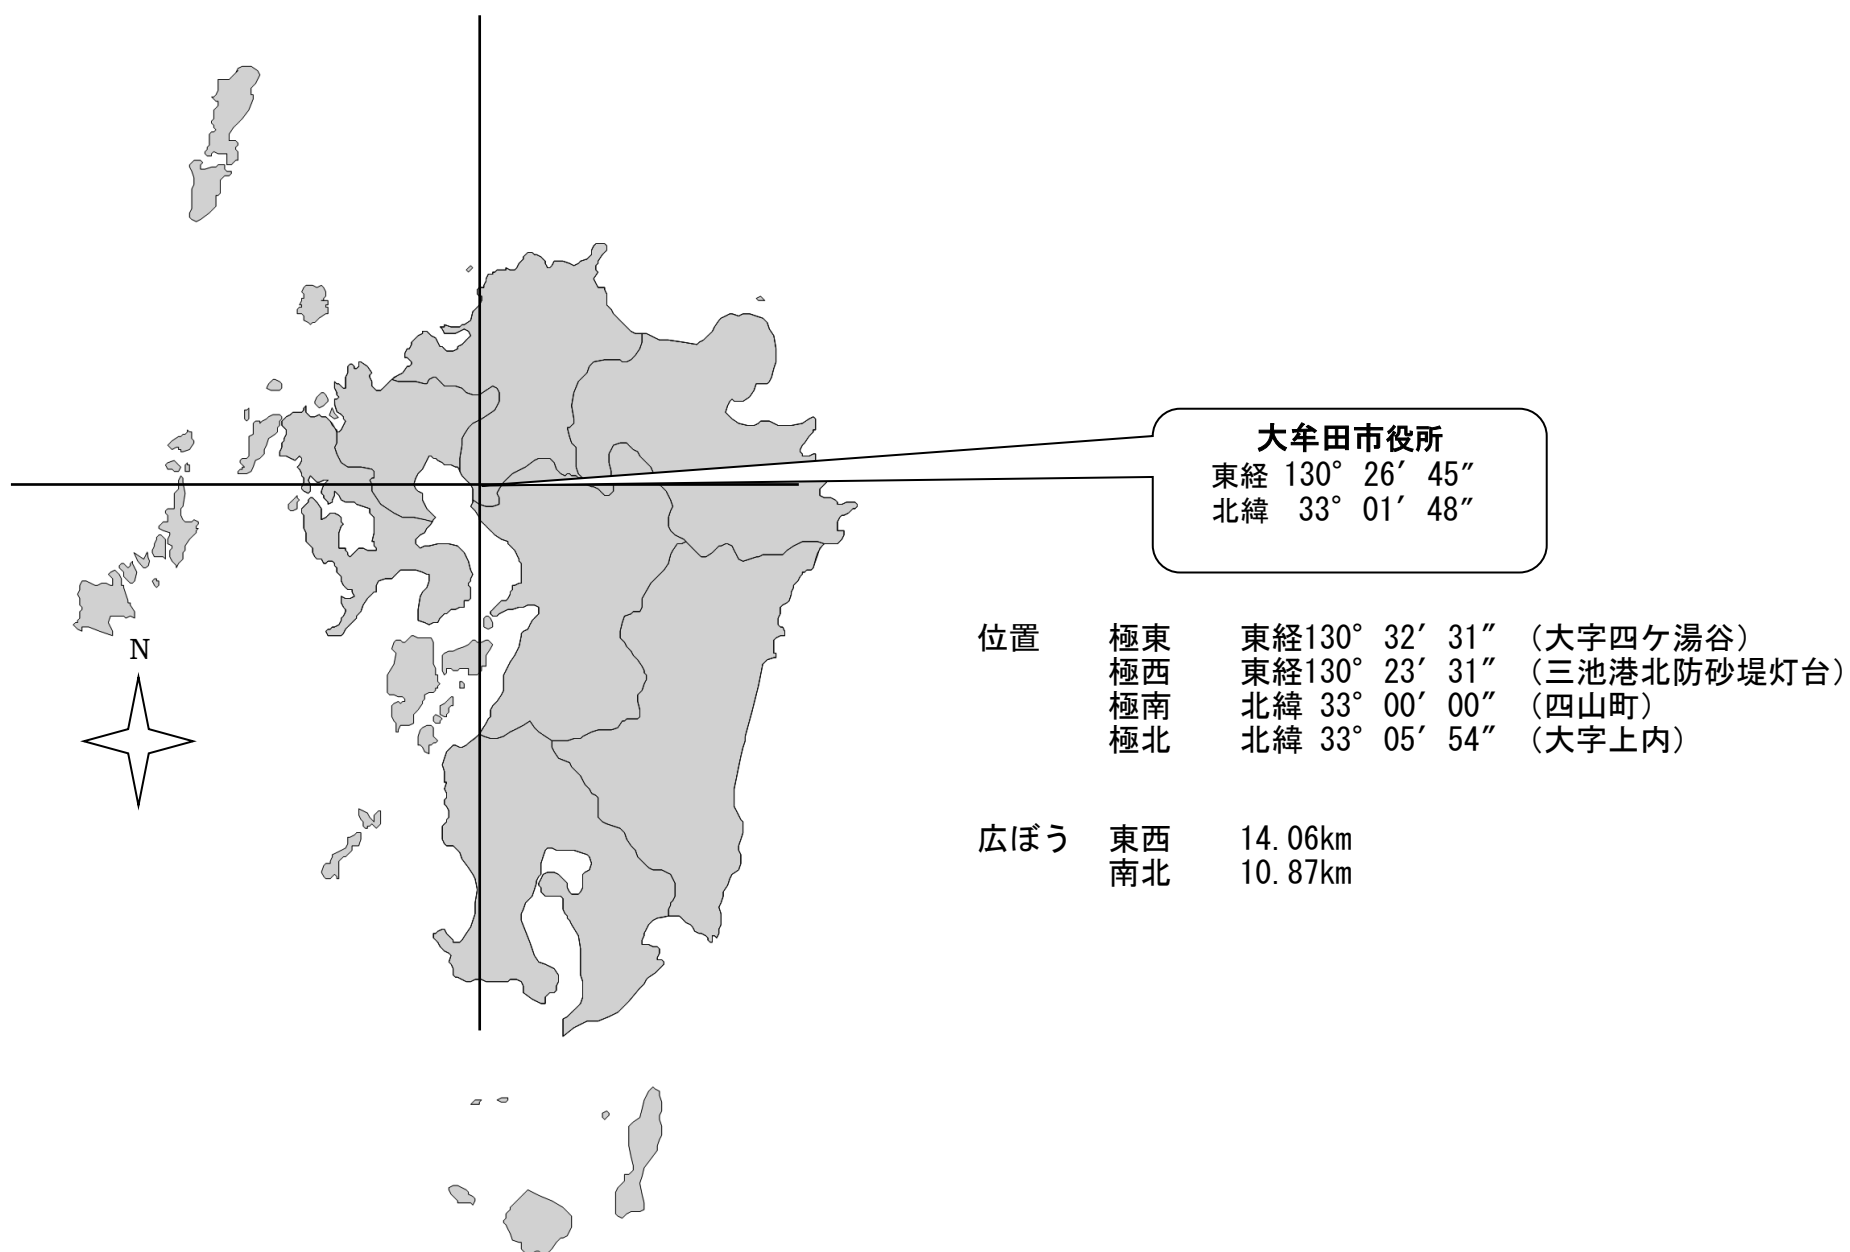 大牟田市役所
東経 130° 26′ 45″
北緯 33° 01′ 48″
位置 極東 東経130° 32′ 31″ （大字四ケ湯谷）
極西 東経130° 23′ 31″ （三池港北防砂堤灯台）
極南 北緯 33° 00′ 00″ （四山町）
極北 北緯 33° 05′ 54″ （大字上内）
N
広ぼう 東西 14.06km
南北 10.87km